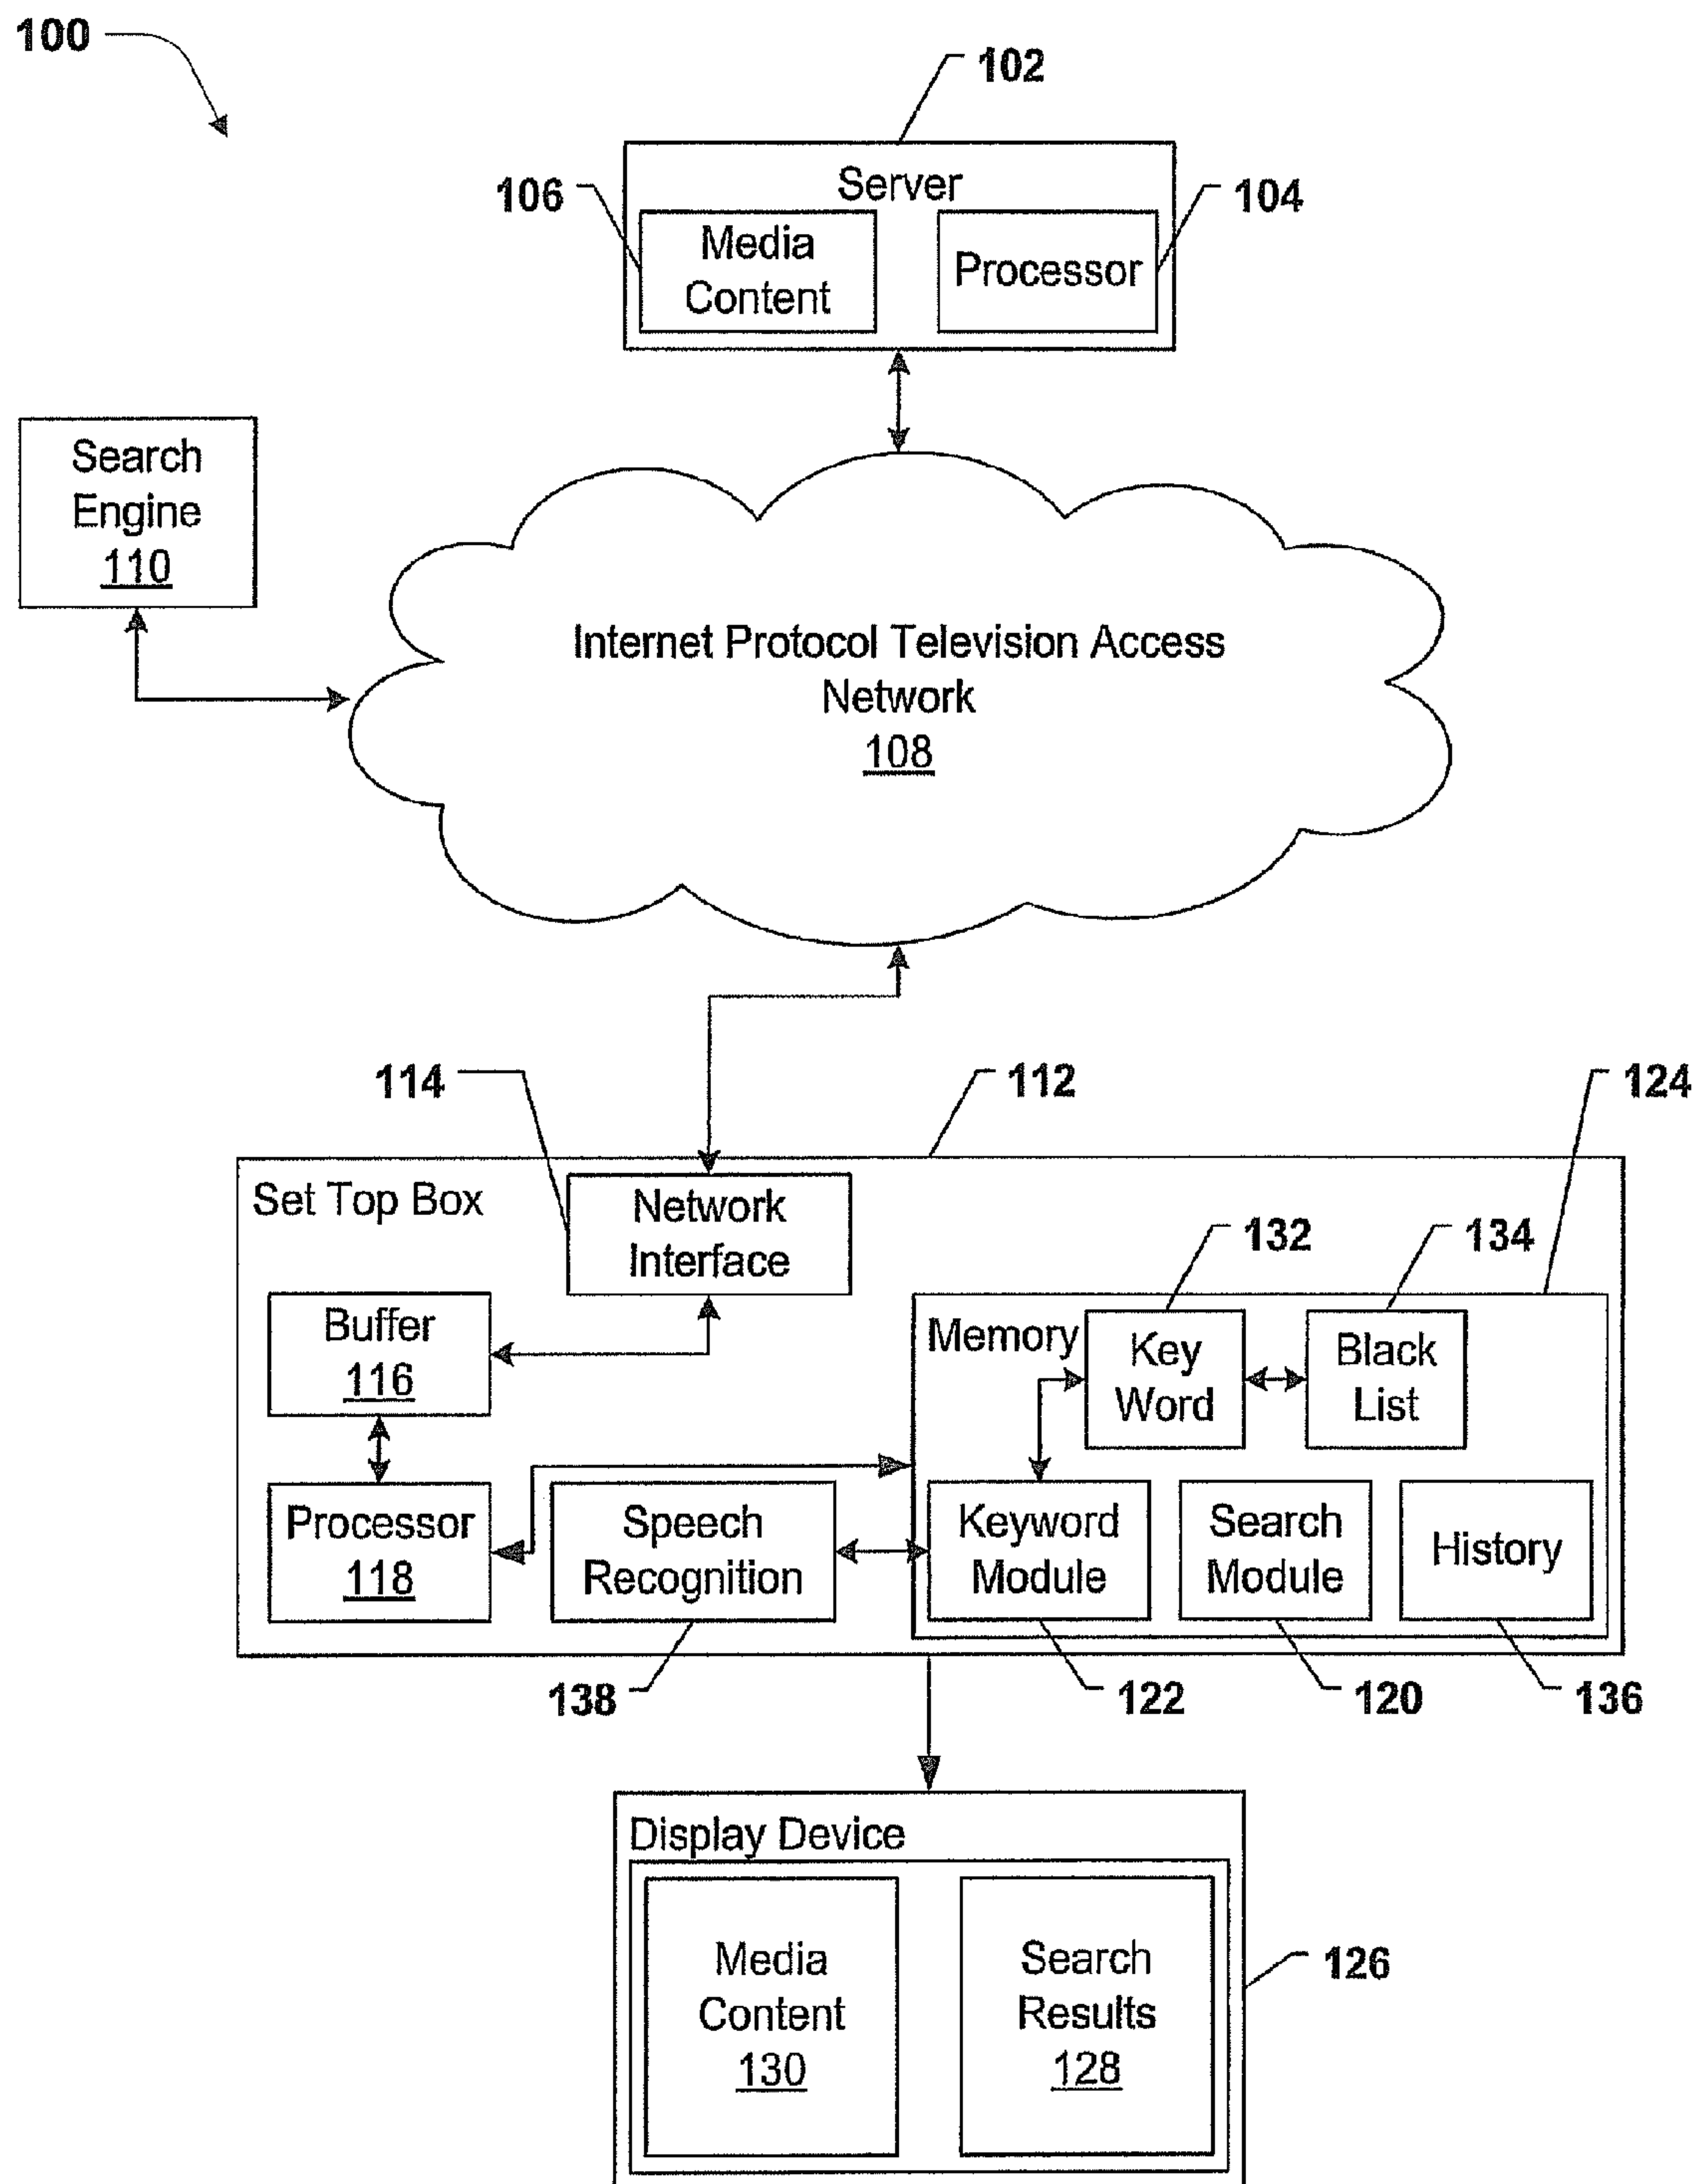 100
102
Server
106
104
Media
Content
Processor
Search
Engine
110
Internet Protocol Television Access
Network
108
114
112
124
Set Top Box
Network
Interface
132
134
Buffer
116
Memory
Key
Word
Black
List
Processor
118
Speech
Recognition
Keyword
Module
Search
Module
History
138
122
120
136
Display Device
126
Media
Content
130
Search
Results
128